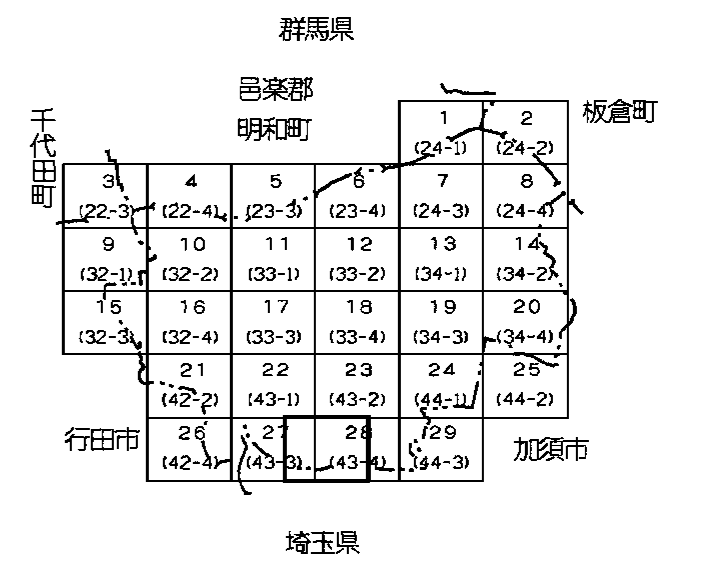 群馬県
邑楽郡
明和町
千代田町
板倉町
1 2
(24-1) (24-2)
3 4 5 6 7 8
(22-3) (22-4) (23-3) (23-4) (24-3) (24-4)
9 10 11 12 13 14
(32-1) (32-2) (33-1) (33-2) (34-1) (34-2)
15 16 17 18 19 20
(32-3) (32-4) (33-3) (33-4) (34-3) (34-4)
21 22 23 24 25
(42-2) (43-1) (43-2) (44-1) (44-2)
26 27 28 29
(42-4) (43-3) (43-4) (44-3)
行田市
加須市
埼玉県